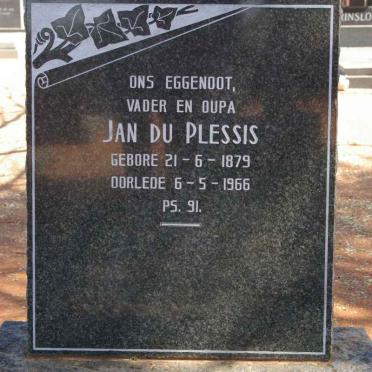 ONS EGGENOOT,
VADER EN OUPA
JAN DU PLESSIS
GEBORE 21-6-1879
OORLEDE 6-5-1966
PS. 91.